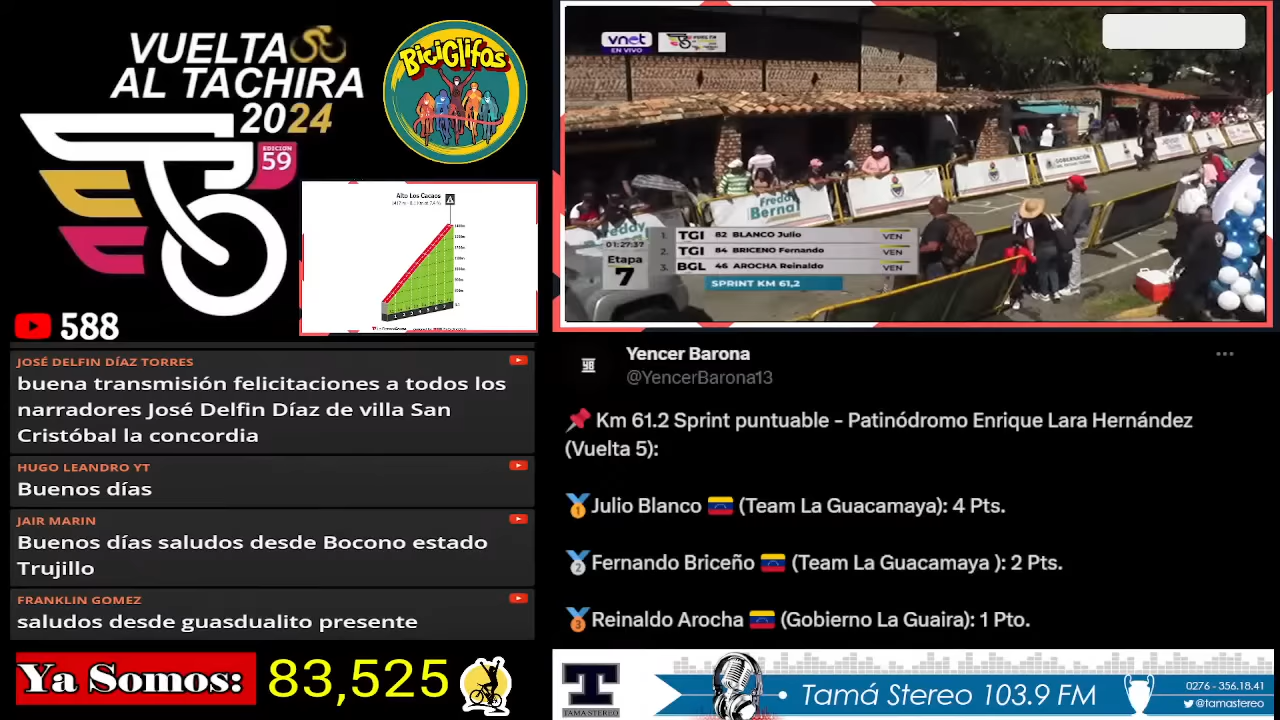 VUELTA
AL TACHIRA
2024
EDICION
59
BiciGlifos
Alto Los Cacaos
588
JOSÉ DELFIN DÍAZ TORRES
buena transmisión felicitaciones a todos los
narradores José Delfin Díaz de villa San
Cristóbal la concordia
HUGO LEANDRO YT
Buenos días
JAIR MARIN
Buenos días saludos desde Bocono estado
Trujillo
FRANKLIN GOMEZ
saludos desde guasdualito presente
Ya Somos: 83,525
vnet
EN VIVO
GOBERNACIÓN
Freddy
Bernal
01:27:37
Etapa
7
1. TGI 82 BLANCO Julio VEN
2. TGI 84 BRICENO Fernando VEN
3. BGL 46 AROCHA Reinaldo VEN
SPRINT KM 61,2
YB
Yencer Barona
@YencerBarona13
📌 Km 61.2 Sprint puntuable - Patinódromo Enrique Lara Hernández
(Vuelta 5):
🥇Julio Blanco 🇻🇪 (Team La Guacamaya): 4 Pts.
🥈Fernando Briceño 🇻🇪 (Team La Guacamaya ): 2 Pts.
🥉Reinaldo Arocha 🇻🇪 (Gobierno La Guaira): 1 Pto.
T
TAMA STEREO
Tamá Stereo 103.9 FM
0276 - 356.18.41
@tamastereo